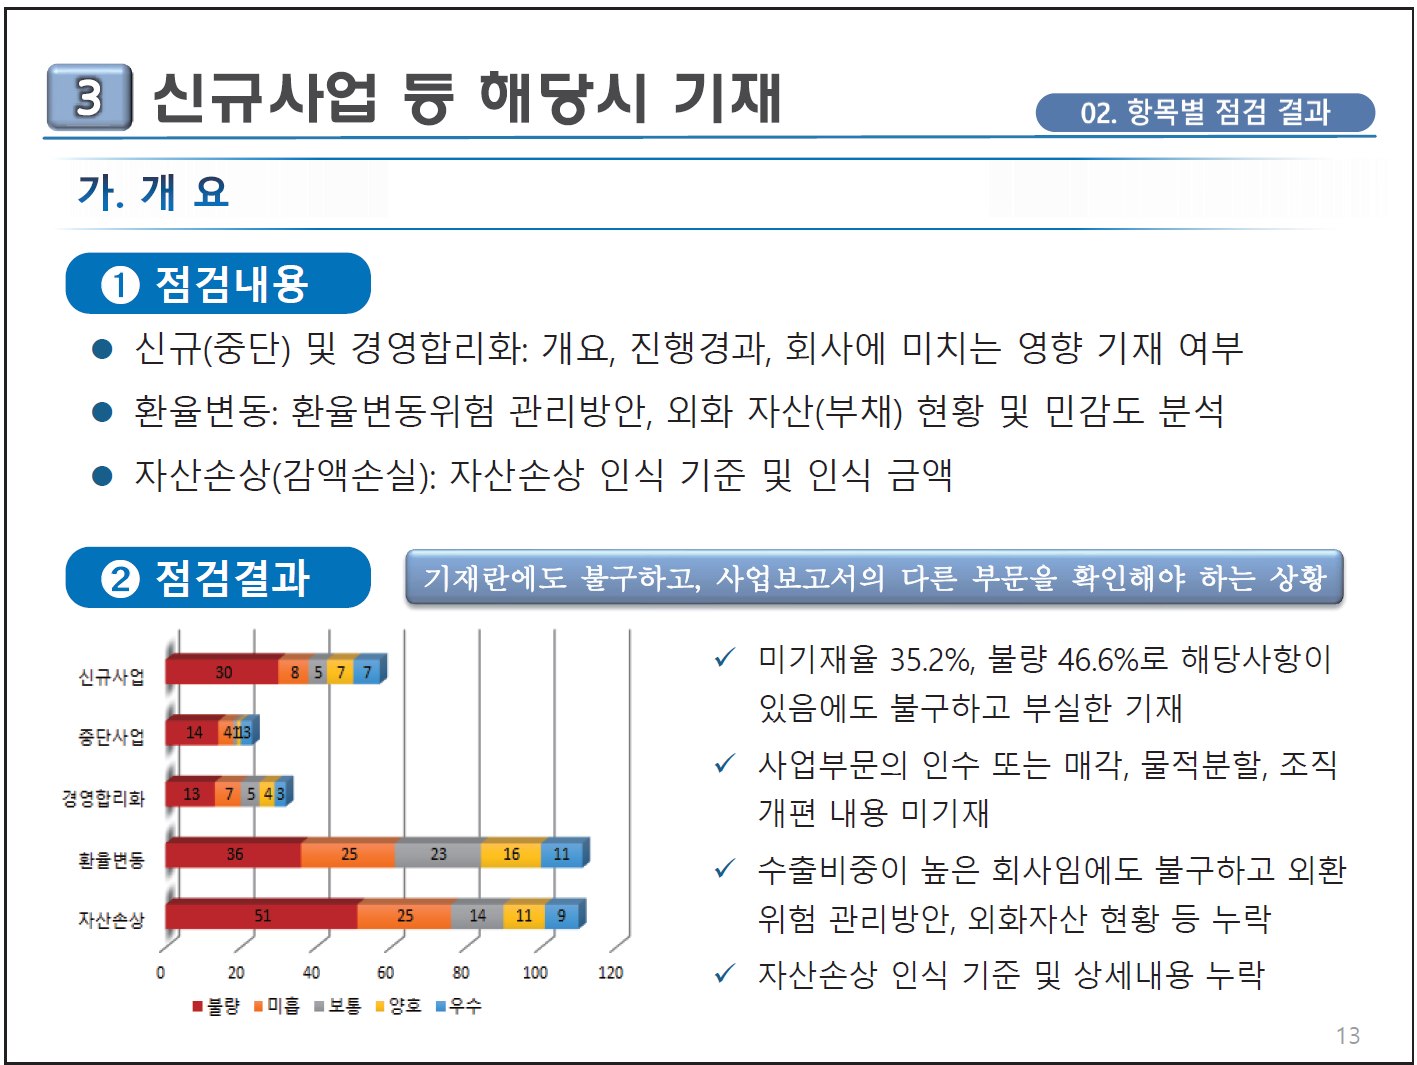 3 신규사업 등 해당시 기재
02. 항목별 점검 결과
가. 개 요
❶ 점검내용
● 신규(중단) 및 경영합리화: 개요, 진행경과, 회사에 미치는 영향 기재 여부
● 환율변동: 환율변동위험 관리방안, 외화 자산(부채) 현황 및 민감도 분석
● 자산손상(감액손실): 자산손상 인식 기준 및 인식 금액
❷ 점검결과
기재란에도 불구하고, 사업보고서의 다른 부문을 확인해야 하는 상황
신규사업 30 8 5 7 7
중단사업 14 4 1 1 3
경영합리화 13 7 5 4 3
환율변동 36 25 23 16 11
자산손상 51 25 14 11 9
0 20 40 60 80 100 120
불량 미흡 보통 양호 우수
✓ 미기재율 35.2%, 불량 46.6%로 해당사항이
있음에도 불구하고 부실한 기재
✓ 사업부문의 인수 또는 매각, 물적분할, 조직
개편 내용 미기재
✓ 수출비중이 높은 회사임에도 불구하고 외환
위험 관리방안, 외화자산 현황 등 누락
✓ 자산손상 인식 기준 및 상세내용 누락
13